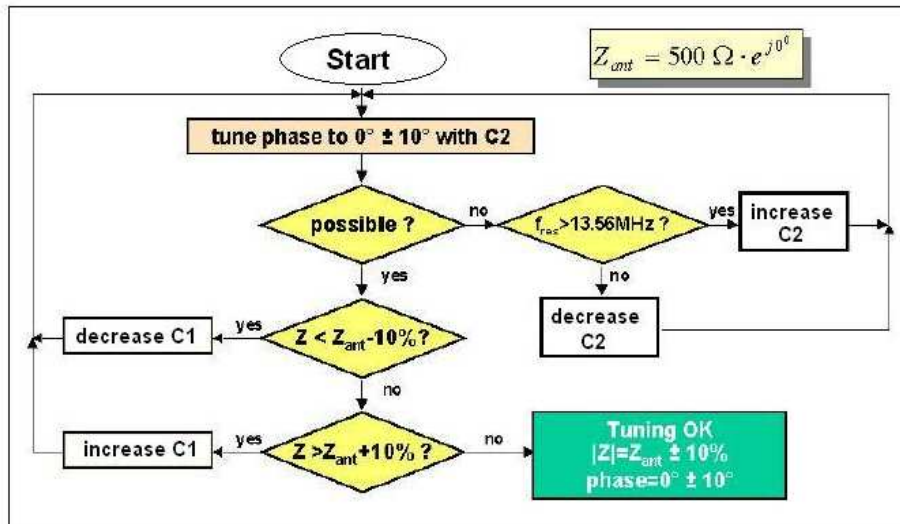 Start
Z_ant = 500 Ω · e^{j0⁰}
tune phase to 0° ± 10° with C2
possible ?
no
f_res>13.56MHz ?
yes
increase
C2
yes
no
decrease
C2
decrease C1
yes
Z < Z_ant-10%?
no
increase C1
yes
Z >Z_ant+10% ?
no
Tuning OK
|Z|=Z_ant ± 10%
phase=0° ± 10°